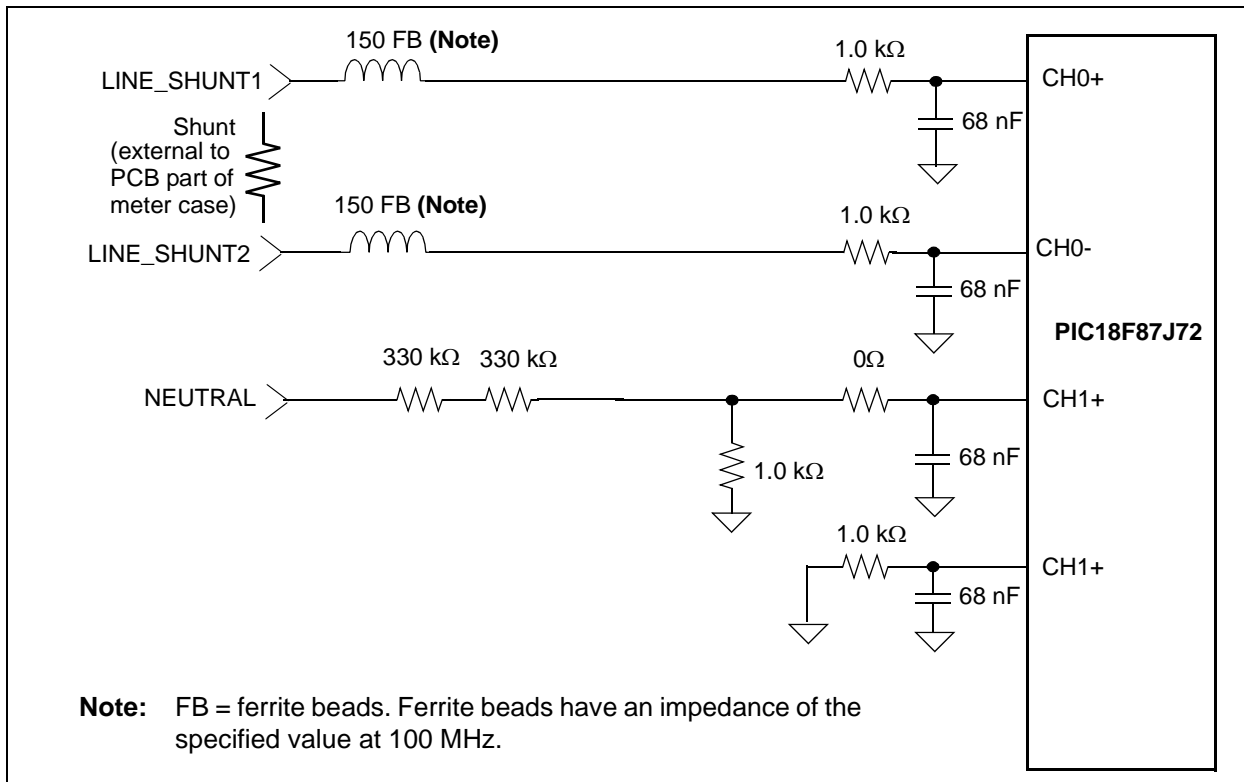 150 FB (Note)
1.0 kΩ
LINE_SHUNT1
CH0+
68 nF
Shunt
(external to
PCB part of
meter case)
150 FB (Note)
1.0 kΩ
LINE_SHUNT2
CH0-
68 nF
PIC18F87J72
330 kΩ 330 kΩ
0Ω
NEUTRAL
CH1+
68 nF
1.0 kΩ
1.0 kΩ
CH1+
68 nF
Note: FB = ferrite beads. Ferrite beads have an impedance of the
specified value at 100 MHz.